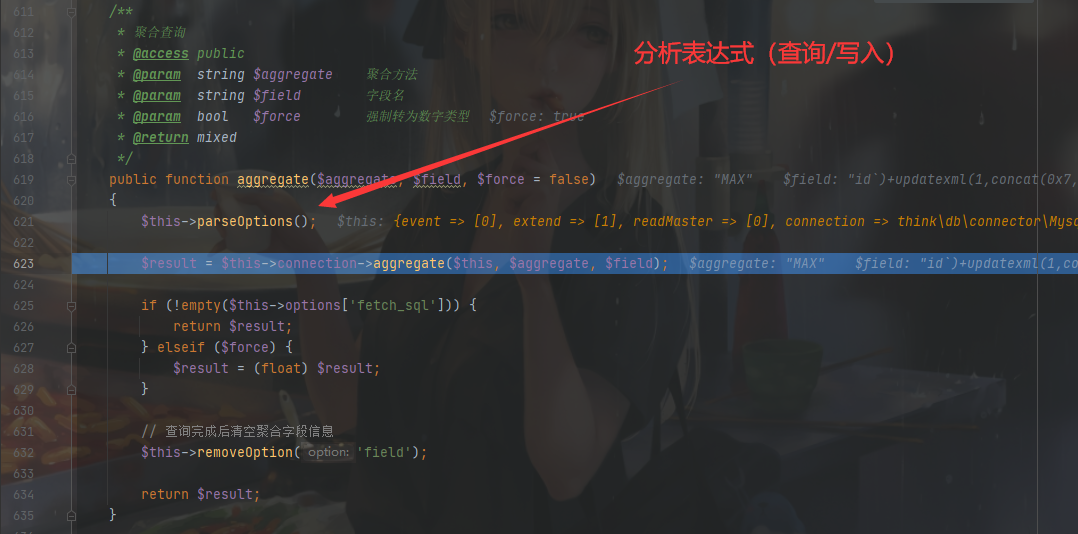 611 /**
612 * 聚合查询
613 * @access public
614 * @param string $aggregate 聚合方法
615 * @param string $field 字段名
616 * @param bool $force 强制转为数字类型 $force: true
617 * @return mixed
618 */
分析表达式（查询/写入）
619 public function aggregate($aggregate, $field, $force = false) $aggregate: "MAX" $field: "id`)+updatexml(1,concat(0x7,
620 {
621 $this->parseOptions(); $this: {event => [0], extend => [1], readMaster => [0], connection => think\db\connector\Mysq
622
623 $result = $this->connection->aggregate($this, $aggregate, $field); $aggregate: "MAX" $field: "id`)+updatexml(1,co
624
625 if (!empty($this->options['fetch_sql'])) {
626 return $result;
627 } elseif ($force) {
628 $result = (float) $result;
629 }
630
631 // 查询完成后清空聚合字段信息
632 $this->removeOption( option: 'field');
633
634 return $result;
635 }